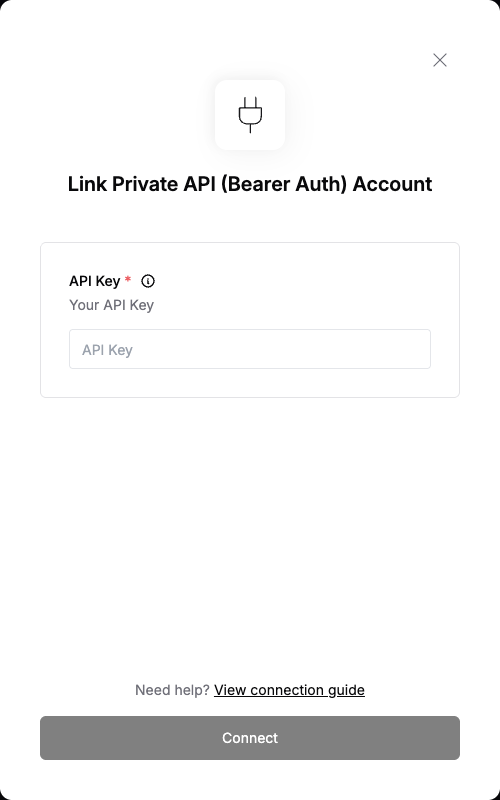 Link Private API (Bearer Auth) Account
API Key *
Your API Key
API Key
Need help? View connection guide
Connect